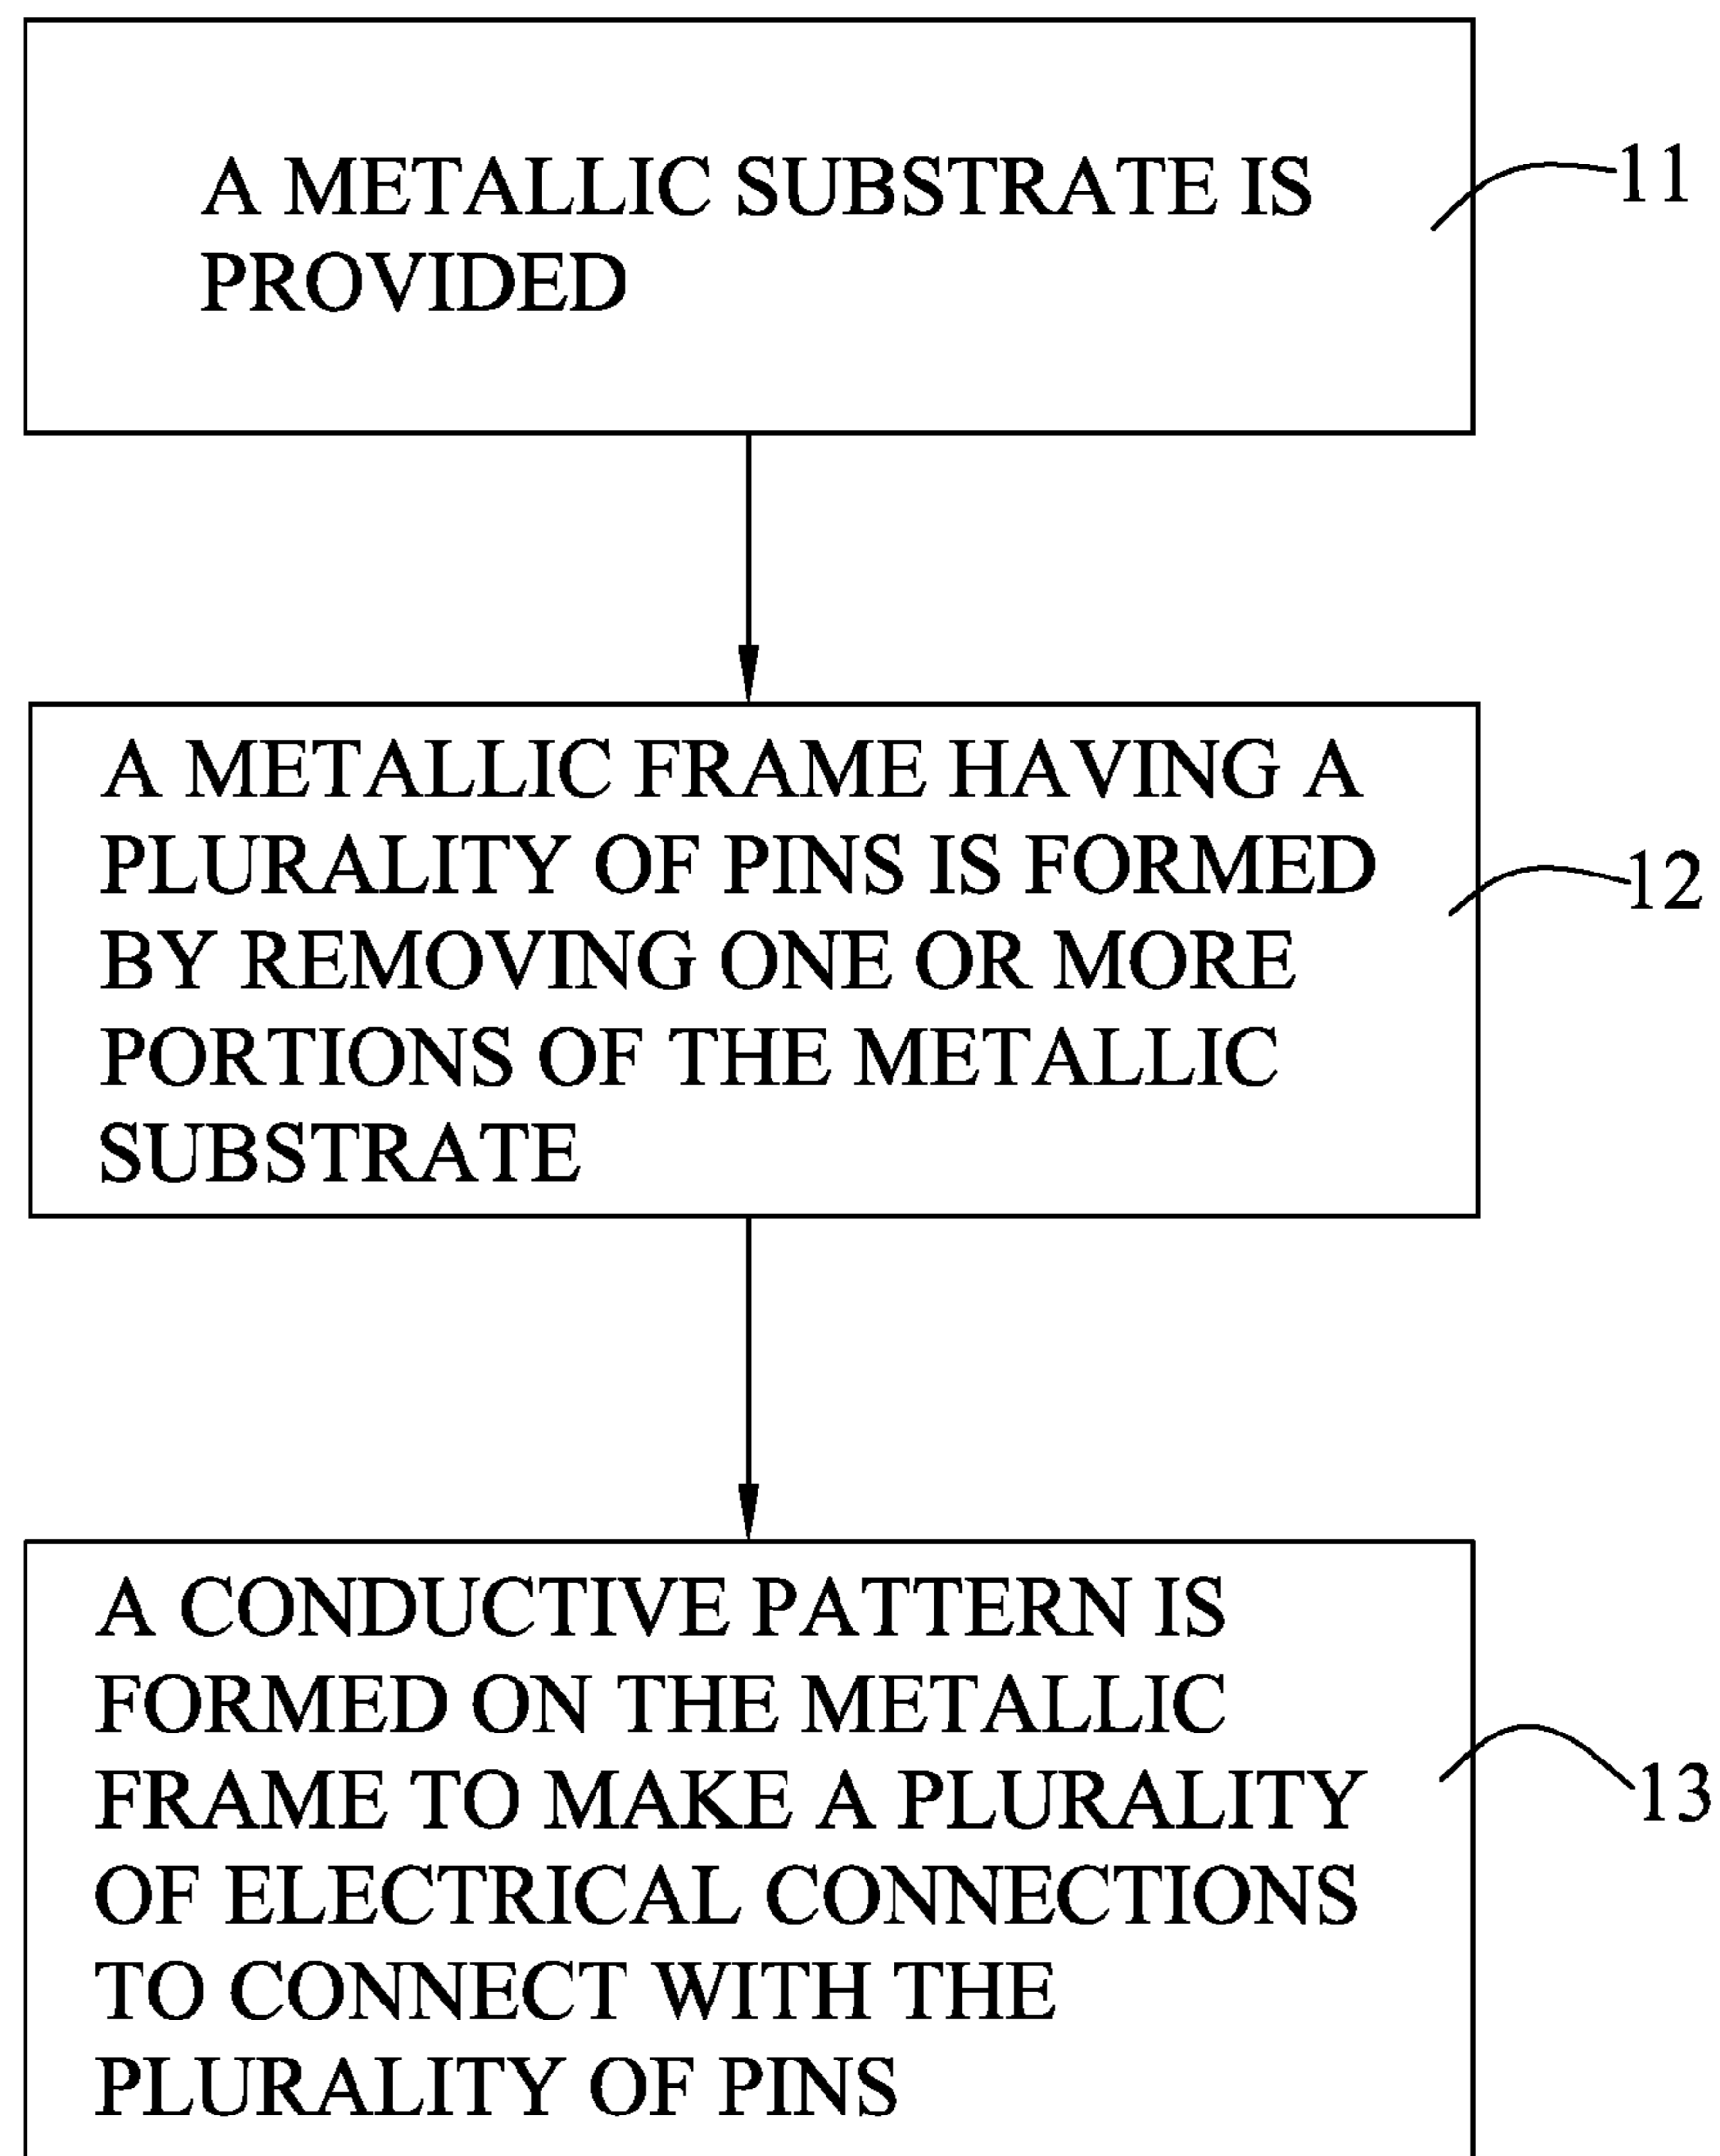 A METALLIC SUBSTRATE IS
PROVIDED
11
A METALLIC FRAME HAVING A
PLURALITY OF PINS IS FORMED
BY REMOVING ONE OR MORE
PORTIONS OF THE METALLIC
SUBSTRATE
12
A CONDUCTIVE PATTERN IS
FORMED ON THE METALLIC
FRAME TO MAKE A PLURALITY
OF ELECTRICAL CONNECTIONS
TO CONNECT WITH THE
PLURALITY OF PINS
13